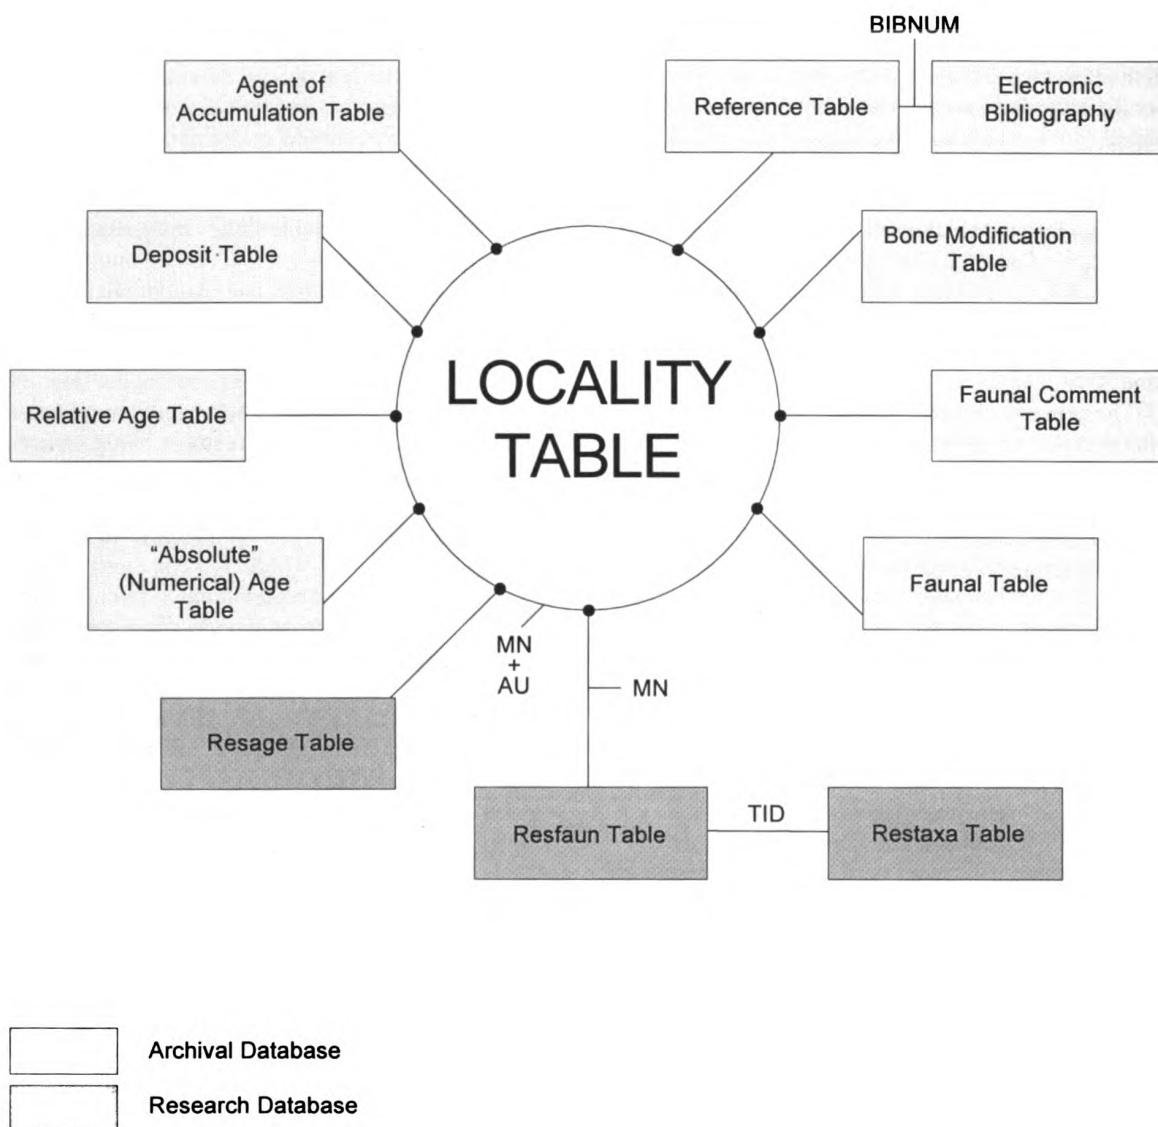 BIBNUM
Agent of
Accumulation Table
Reference Table
Electronic
Bibliography
Deposit Table
Bone Modification
Table
LOCALITY
TABLE
Relative Age Table
Faunal Comment
Table
“Absolute”
(Numerical) Age
Table
Faunal Table
MN
+
AU
MN
Resage Table
Resfaun Table
TID
Restaxa Table
Archival Database
Research Database